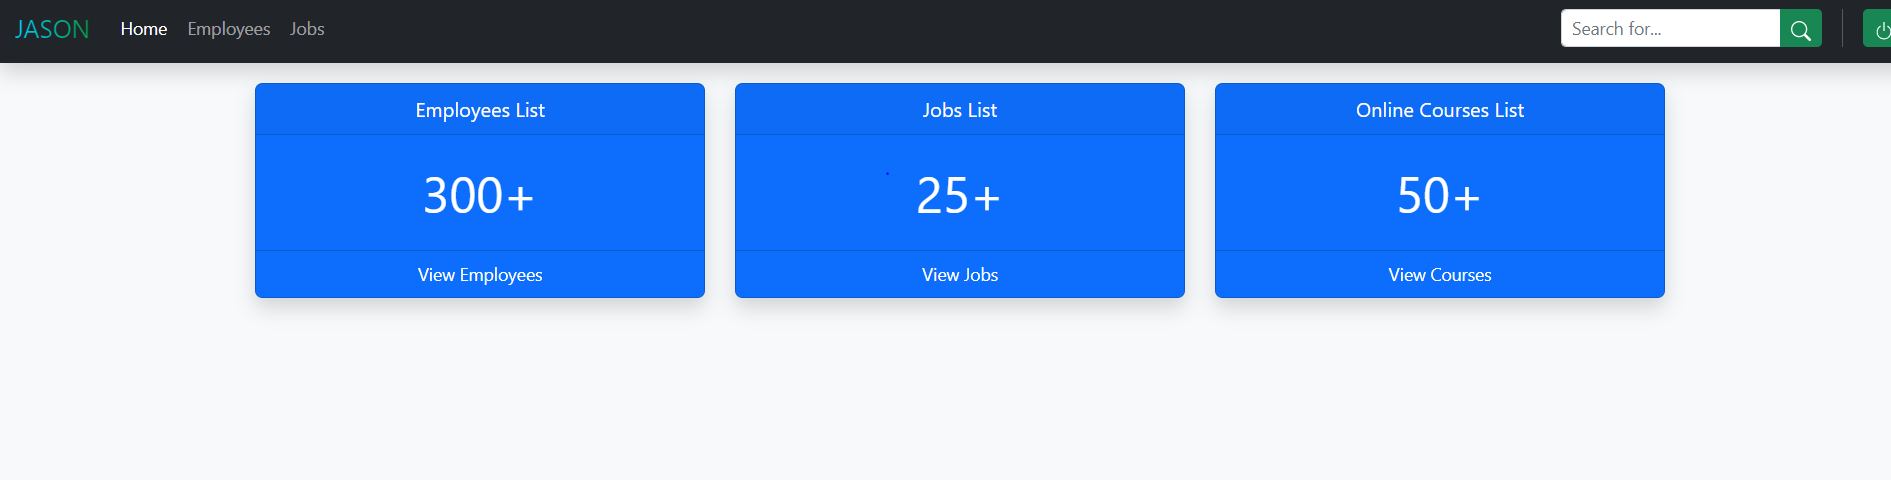 JASON Home Employees Jobs Search for...
Employees List Jobs List Online Courses List
300+ 25+ 50+
View Employees View Jobs View Courses